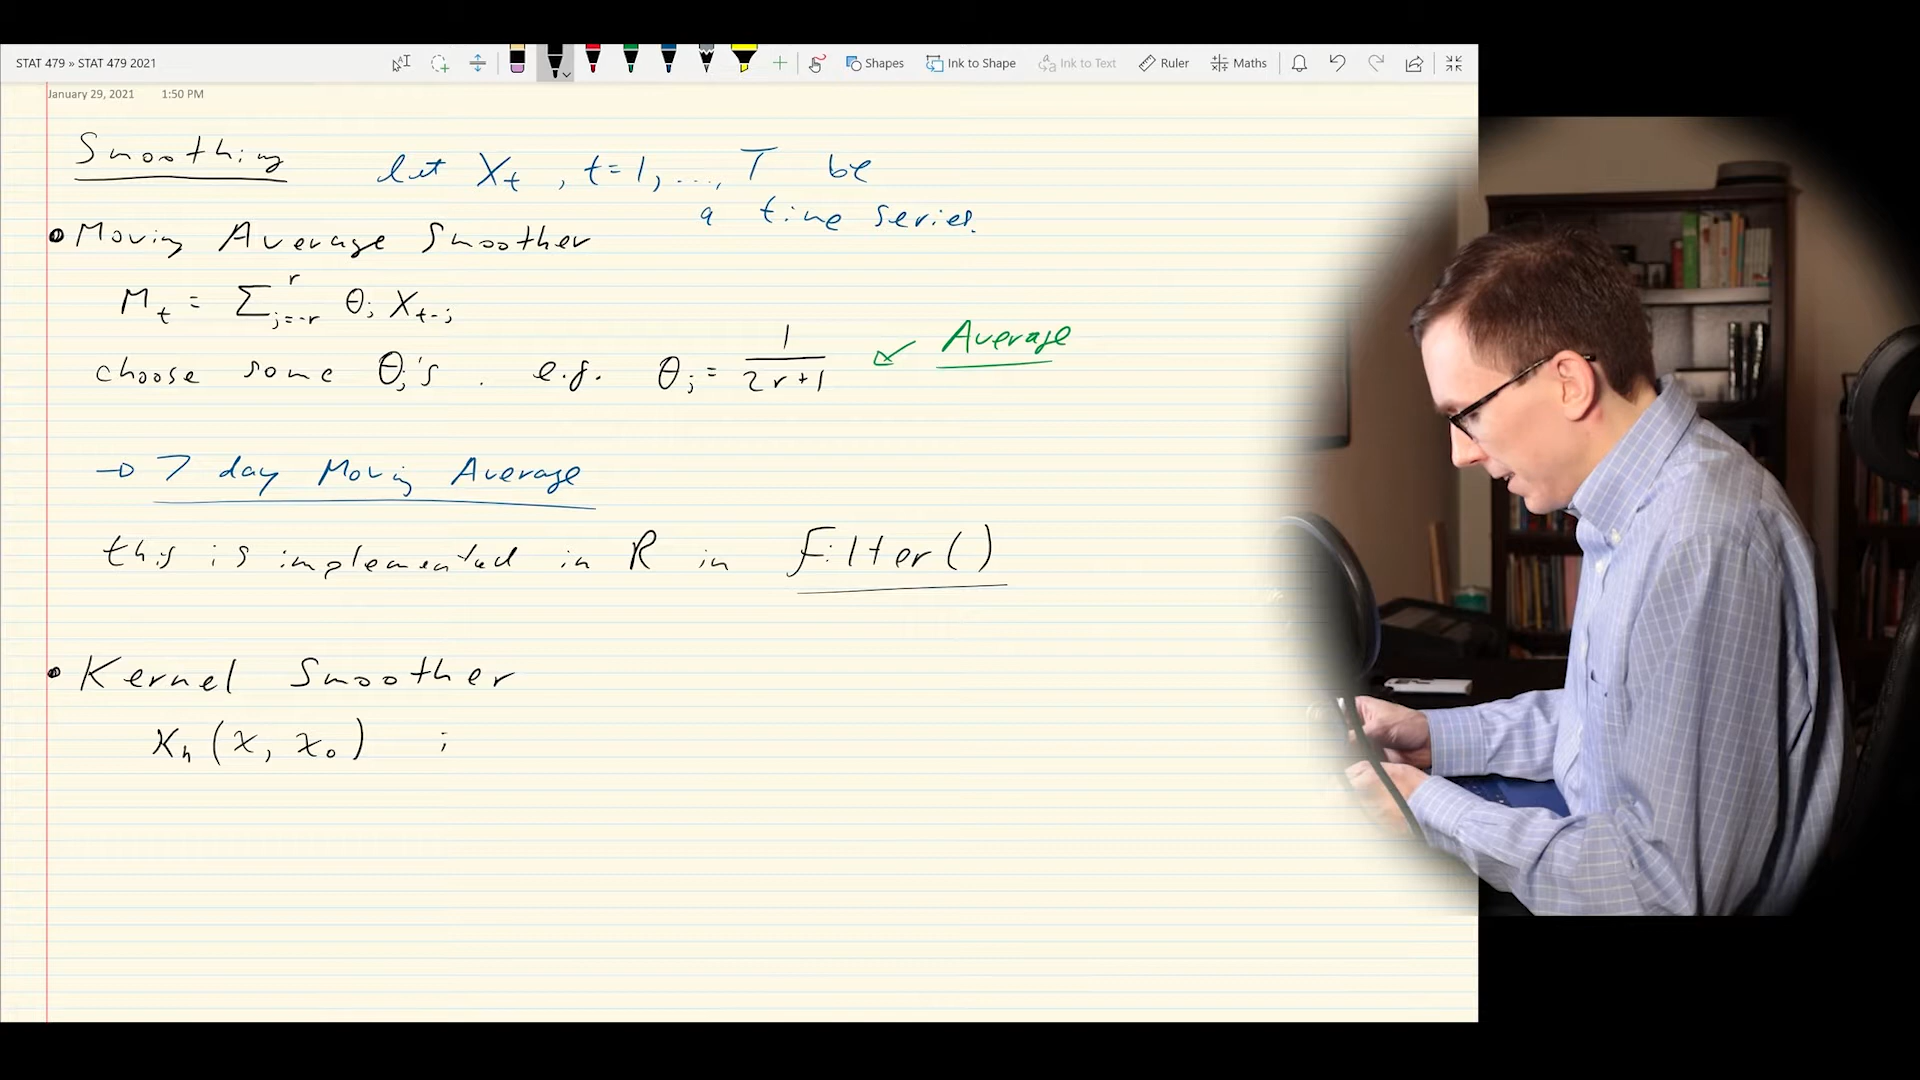 STAT 479 » STAT 479 2021
Shapes Ink to Shape Ink to Text Ruler Maths
January 29, 2021 1:50 PM
Smoothing let Xₜ, t=1, ..., T be
a time series.
• Moving Average Smoother
Mₜ = Σ_{j=-r}^{r} θⱼ X_{t-j}
choose some θⱼ's. e.g. θⱼ = 1/(2r+1) ↙ Average
→ 7 day Moving Average
this is implemented in R in filter()
• Kernel Smoother
Kₕ(x, x₀) i